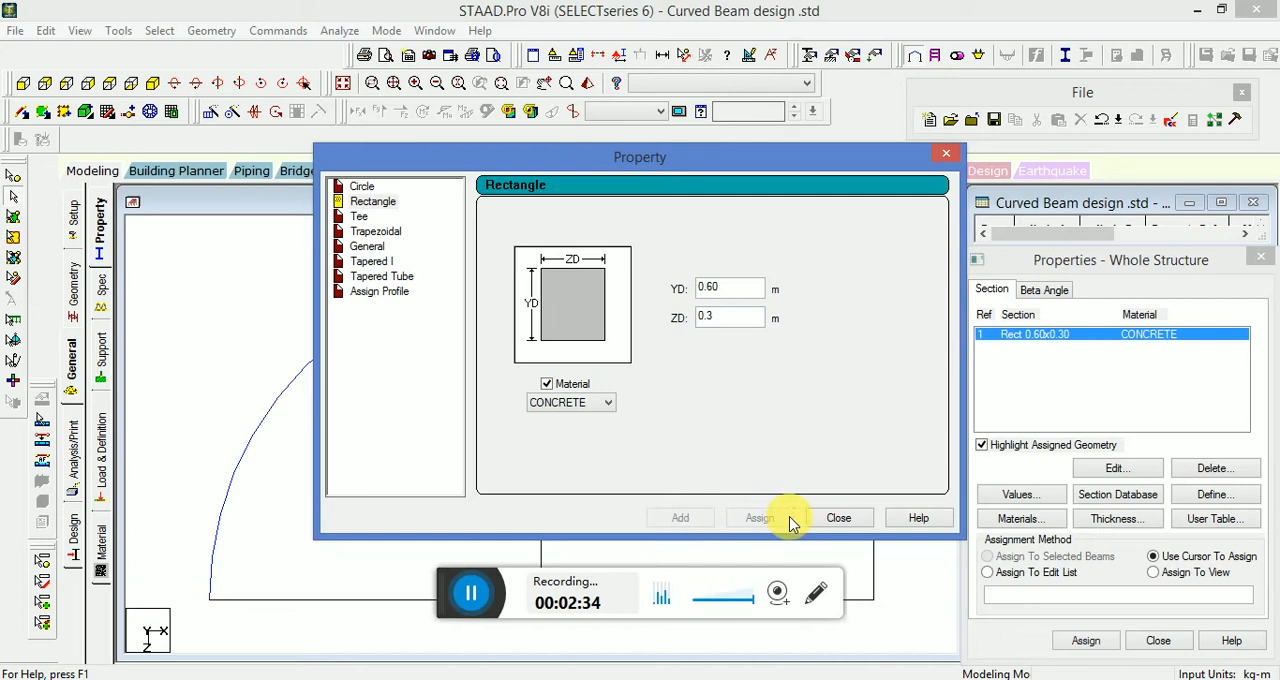 STAAD.Pro V8i (SELECTseries 6) - Curved Beam design .std
File Edit View Tools Select Geometry Commands Analyze Mode Window Help
File
Modeling Building Planner Piping Bridge
Design Earthquake
Property
Circle
Rectangle
Tee
Trapezoidal
General
Tapered I
Tapered Tube
Assign Profile
Rectangle
ZD
YD
YD: 0.60 m
ZD: 0.3 m
Material
CONCRETE
Add Assign Close Help
Setup
Geometry
General
Analysis/Print
Design
Property
Spec
Support
Load & Definition
Material
Curved Beam design .std - ...
Properties - Whole Structure
Section Beta Angle
Ref Section Material
1 Rect 0.60x0.30 CONCRETE
Highlight Assigned Geometry
Edit... Delete...
Values... Section Database Define...
Materials... Thickness... User Table...
Assignment Method
Assign To Selected Beams Use Cursor To Assign
Assign To Edit List Assign To View
Assign Close Help
Recording...
00:02:34
Y X
Z
For Help, press F1
Modeling Mo Input Units: kg-m